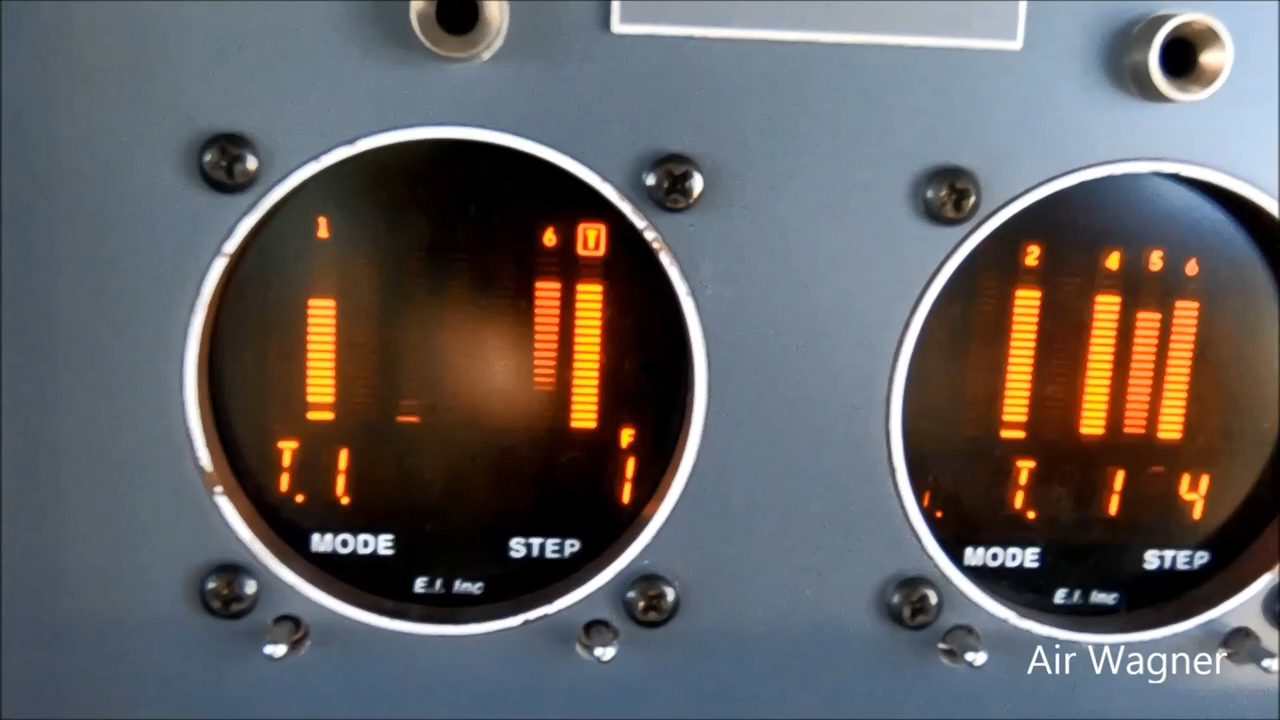 1 6 T
T. 1.
F
1
MODE STEP
E.I. Inc
2 4 5 6
T. 1 4
MODE STEP
E.I. Inc
Air Wagner